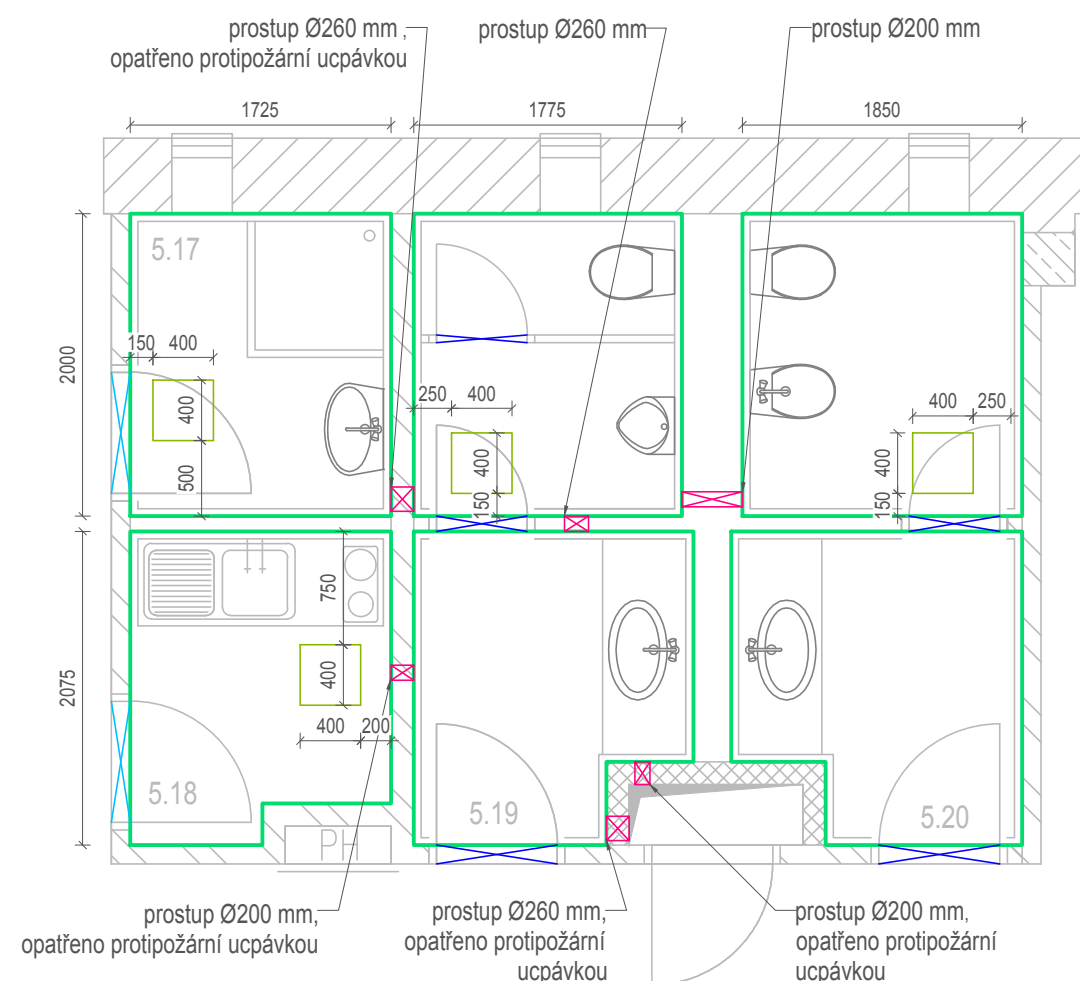 prostup Ø260 mm ,
opatřeno protipožární ucpávkou
prostup Ø260 mm
prostup Ø200 mm
1725
1775
1850
5.17
2000
150
400
400
500
250
400
400
150
400
250
400
150
750
400
400
200
2075
5.18
5.19
5.20
PH
prostup Ø200 mm,
opatřeno protipožární ucpávkou
prostup Ø260 mm,
opatřeno protipožární
ucpávkou
prostup Ø200 mm,
opatřeno protipožární
ucpávkou